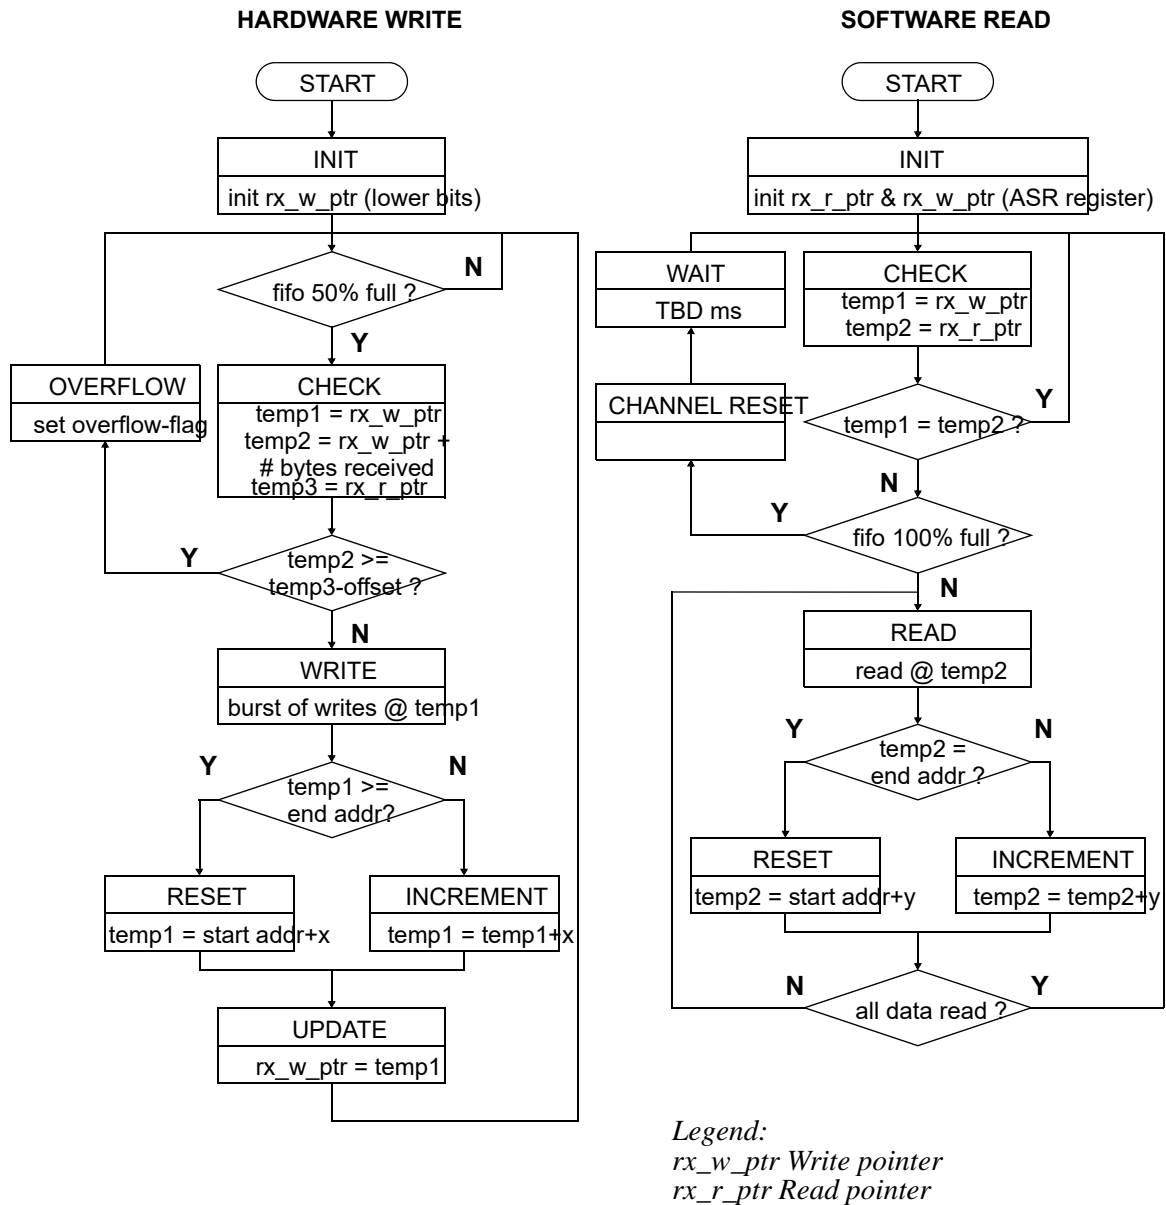 HARDWARE WRITE
START
INIT
init rx_w_ptr (lower bits)
fifo 50% full ?
N
Y
OVERFLOW
set overflow-flag
CHECK
temp1 = rx_w_ptr
temp2 = rx_w_ptr +
# bytes received
temp3 = rx_r_ptr
Y
temp2 >=
temp3-offset ?
N
WRITE
burst of writes @ temp1
Y
N
temp1 >=
end addr?
RESET
temp1 = start addr+x
INCREMENT
temp1 = temp1+x
UPDATE
rx_w_ptr = temp1
SOFTWARE READ
START
INIT
init rx_r_ptr & rx_w_ptr (ASR register)
WAIT
TBD ms
CHECK
temp1 = rx_w_ptr
temp2 = rx_r_ptr
CHANNEL RESET
Y
temp1 = temp2 ?
N
Y
fifo 100% full ?
N
READ
read @ temp2
Y
N
temp2 =
end addr ?
RESET
temp2 = start addr+y
INCREMENT
temp2 = temp2+y
N
Y
all data read ?
Legend:
rx_w_ptr Write pointer
rx_r_ptr Read pointer